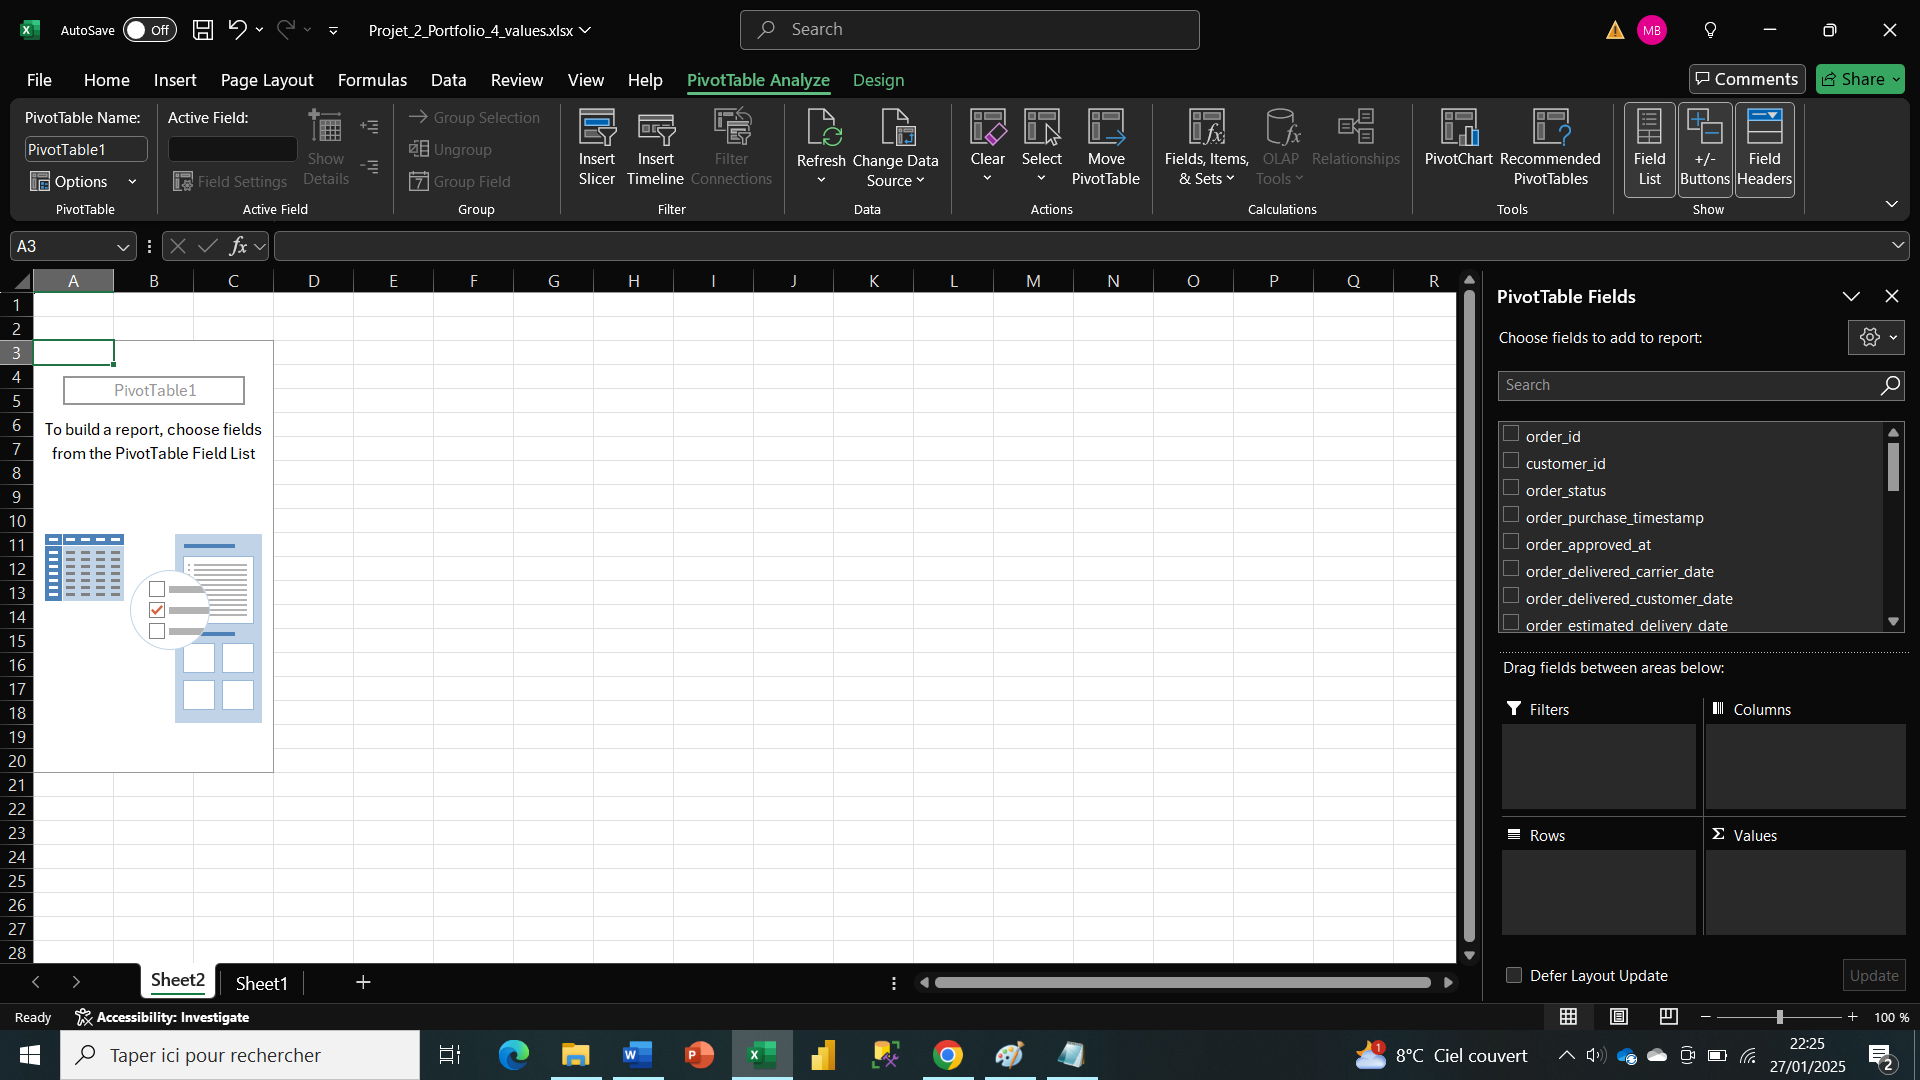 AutoSave Off Projet_2_Portfolio_4_values.xlsx Search MB
File Home Insert Page Layout Formulas Data Review View Help PivotTable Analyze Design Comments Share
PivotTable Name:
PivotTable1
Options
PivotTable
Active Field:
Field Settings
Show Details
Active Field
Group Selection
Ungroup
Group Field
Group
Insert Slicer
Insert Timeline
Filter Connections
Filter
Refresh
Change Data Source
Data
Clear
Select
Move PivotTable
Actions
Fields, Items, & Sets
OLAP Tools
Relationships
Calculations
PivotChart
Recommended PivotTables
Tools
Field List
+/- Buttons
Field Headers
Show
A3 fx
A B C D E F G H I J K L M N O P Q R
1
2
3
4
5
6
7
8
9
10
11
12
13
14
15
16
17
18
19
20
21
22
23
24
25
26
27
28
PivotTable1
To build a report, choose fields
from the PivotTable Field List
PivotTable Fields
Choose fields to add to report:
Search
order_id
customer_id
order_status
order_purchase_timestamp
order_approved_at
order_delivered_carrier_date
order_delivered_customer_date
order_estimated_delivery_date
Drag fields between areas below:
Filters
Columns
Rows
Σ Values
Defer Layout Update Update
Sheet2 Sheet1
Ready Accessibility: Investigate 100 %
Taper ici pour rechercher
1 8°C Ciel couvert
22:25
27/01/2025
2